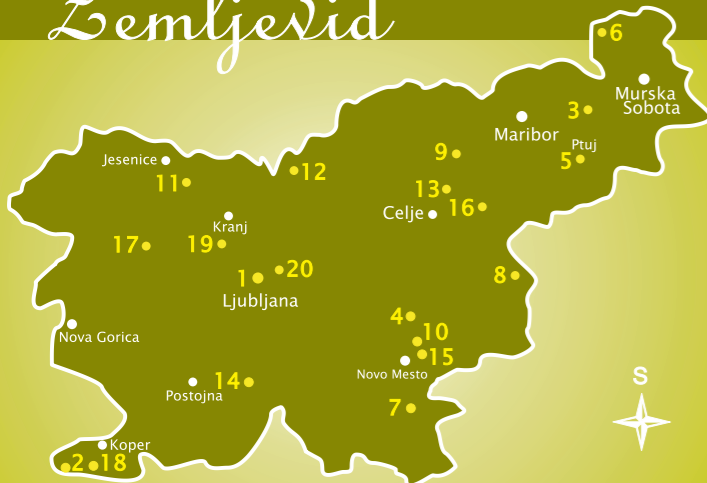 Zemljevid
6
Murska
Sobota
3
Maribor
Ptuj
5
9
Jesenice
12
11
13
16
Celje
Kranj
17
19
20
1
8
Ljubljana
4
Nova Gorica
10
15
Novo Mesto
14
Postojna
S
7
Koper
2
18